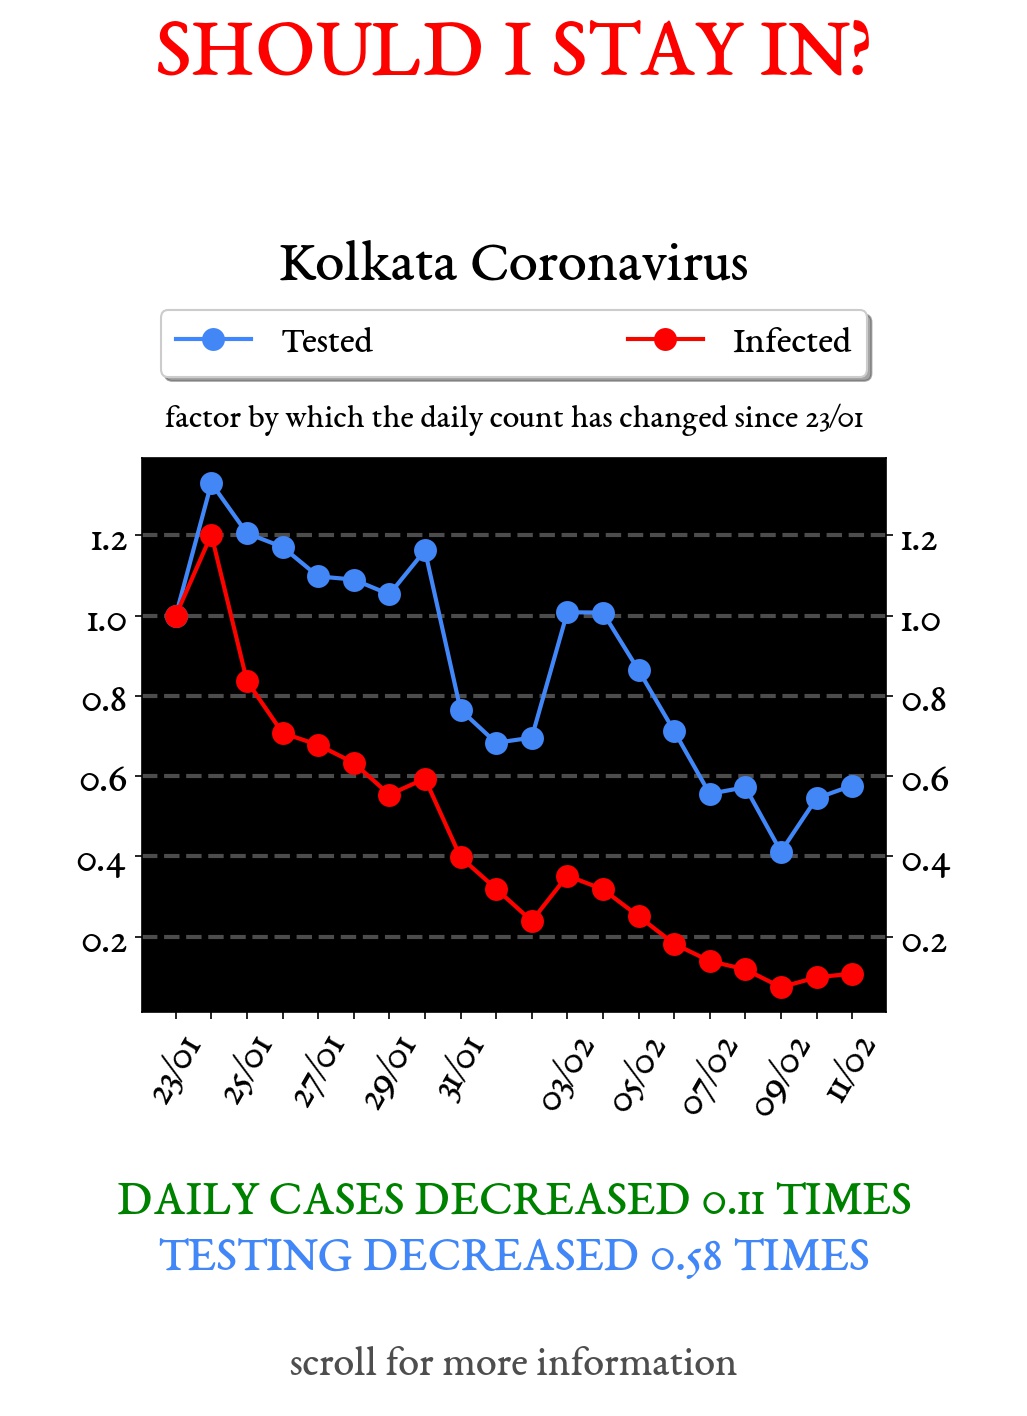 SHOULD I STAY IN?
Kolkata Coronavirus
Tested Infected
factor by which the daily count has changed since 23/01
1.2 1.2
1.0 1.0
0.8 0.8
0.6 0.6
0.4 0.4
0.2 0.2
23/01 25/01 27/01 29/01 31/01 03/02 05/02 07/02 09/02 11/02
DAILY CASES DECREASED 0.11 TIMES
TESTING DECREASED 0.58 TIMES
scroll for more information